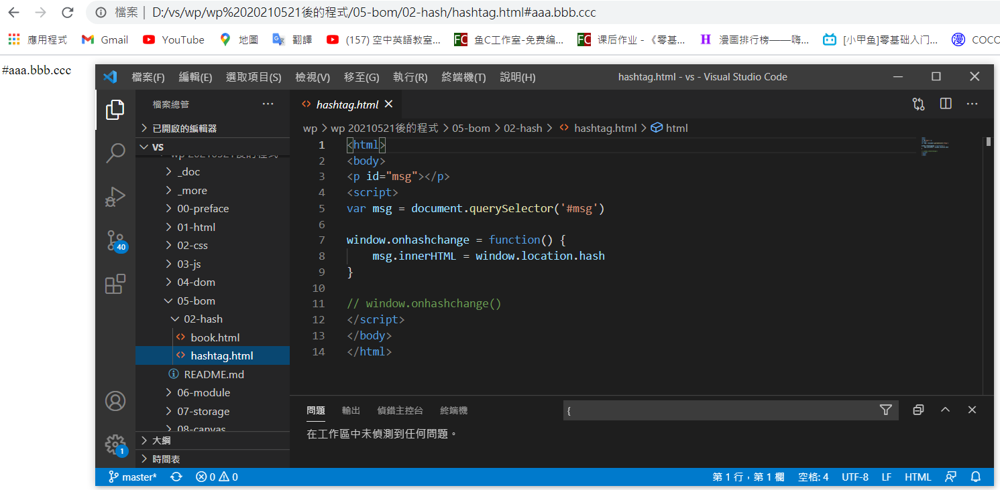 檔案 | D:/vs/wp/wp%2020210521後的程式/05-bom/02-hash/hashtag.html#aaa.bbb.ccc
應用程式 Gmail YouTube 地圖 翻譯 (157) 空中英語教室... 鱼C工作室-免费编... 课后作业 - 《零基... 漫画排行榜——嗨... [小甲鱼]零基础入门... COCO
#aaa.bbb.ccc
檔案(F) 編輯(E) 選取項目(S) 檢視(V) 移至(G) 執行(R) 終端機(T) 說明(H) hashtag.html - vs - Visual Studio Code
檔案總管 ...
已開啟的編輯器
VS
wp 20210521後的程式
_doc
_more
00-preface
01-html
02-css
03-js
04-dom
05-bom
02-hash
book.html
hashtag.html
README.md
06-module
07-storage
08-canvas
大綱
時間表
40
1
hashtag.html
wp > wp 20210521後的程式 > 05-bom > 02-hash > hashtag.html > html
1 <html>
2 <body>
3 <p id="msg"></p>
4 <script>
5 var msg = document.querySelector('#msg')
6
7 window.onhashchange = function() {
8 msg.innerHTML = window.location.hash
9 }
10
11 // window.onhashchange()
12 </script>
13 </body>
14 </html>
問題 輸出 偵錯主控台 終端機 {
在工作區中未偵測到任何問題。
master* 0 0 第 1 行，第 1 欄 空格: 4 UTF-8 LF HTML